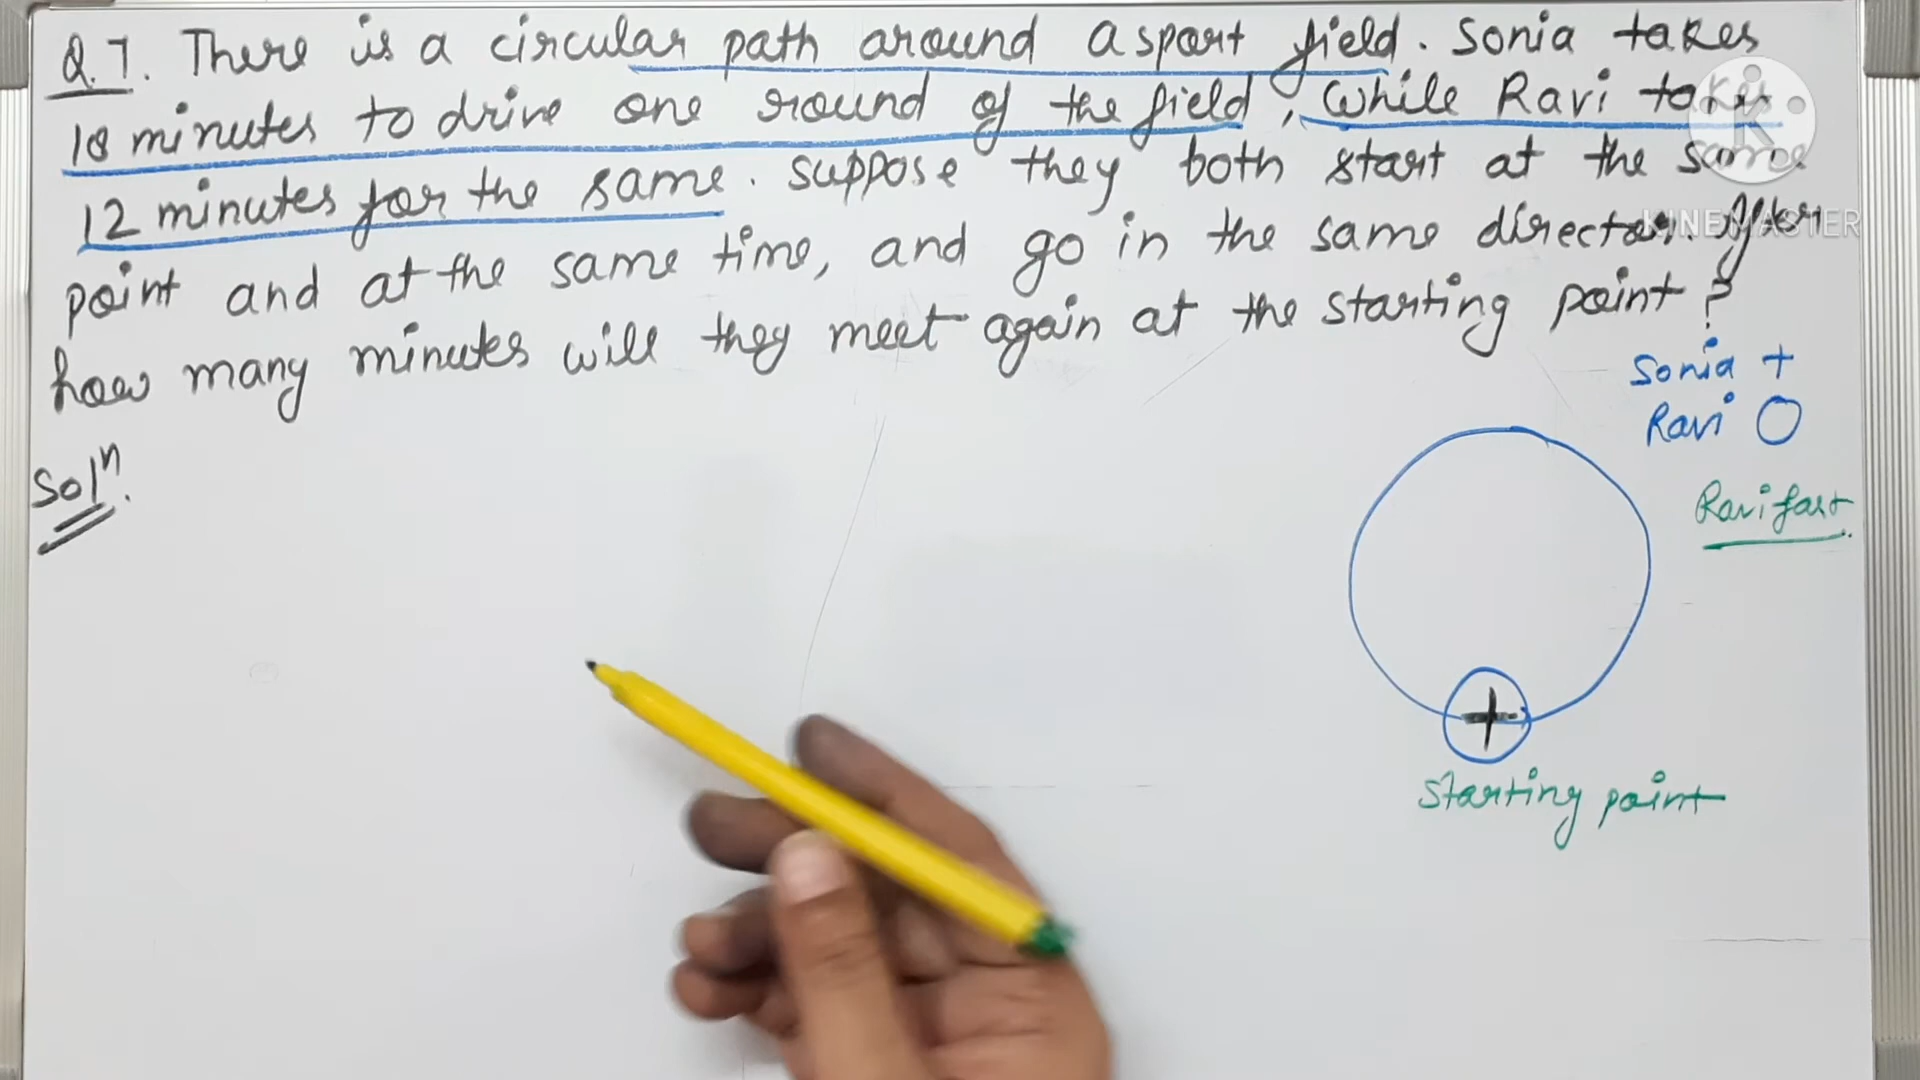 Q.7. There is a circular path around a sport field. Sonia takes
18 minutes to drive one round of the field, while Ravi takes
12 minutes for the same. suppose they both start at the same
point and at the same time, and go in the same direction. After
how many minutes will they meet again at the starting point?
Solⁿ.
Sonia +
Ravi O
Ravi fast
+
Starting point
K
KINEMASTER